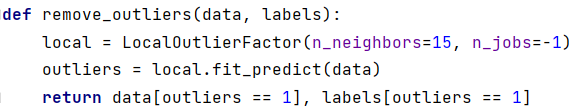 def remove_outliers(data, labels):
    local = LocalOutlierFactor(n_neighbors=15, n_jobs=-1)
    outliers = local.fit_predict(data)
    return data[outliers == 1], labels[outliers == 1]